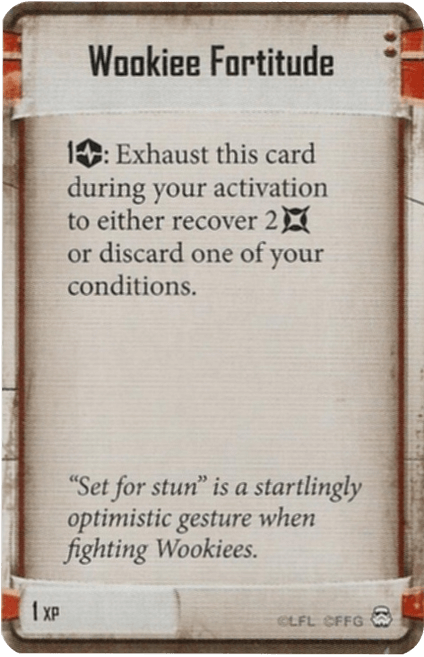 Wookiee Fortitude
1: Exhaust this card
during your activation
to either recover 2
or discard one of your
conditions.
“Set for stun” is a startlingly
optimistic gesture when
fighting Wookiees.
1 XP
©LFL ©FFG